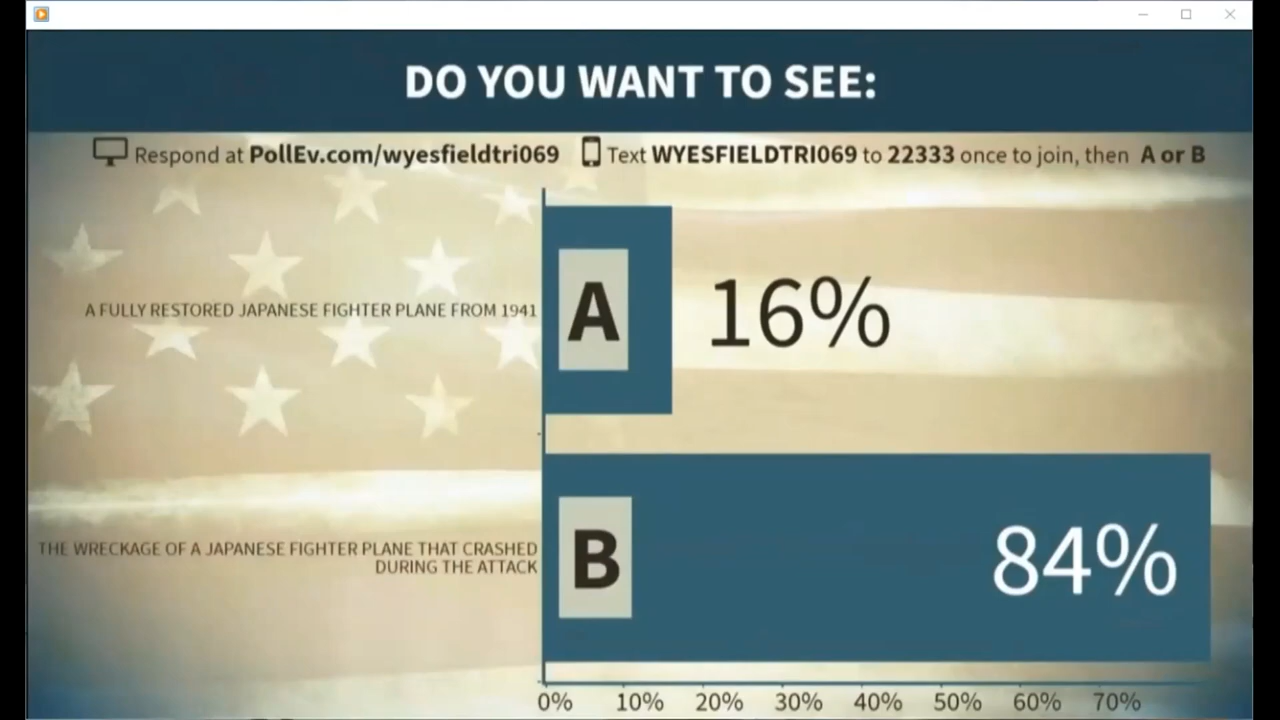 DO YOU WANT TO SEE:
Respond at PollEv.com/wyesfieldtri069 Text WYESFIELDTRI069 to 22333 once to join, then A or B
A FULLY RESTORED JAPANESE FIGHTER PLANE FROM 1941
A
16%
THE WRECKAGE OF A JAPANESE FIGHTER PLANE THAT CRASHED
DURING THE ATTACK
B
84%
0% 10% 20% 30% 40% 50% 60% 70%